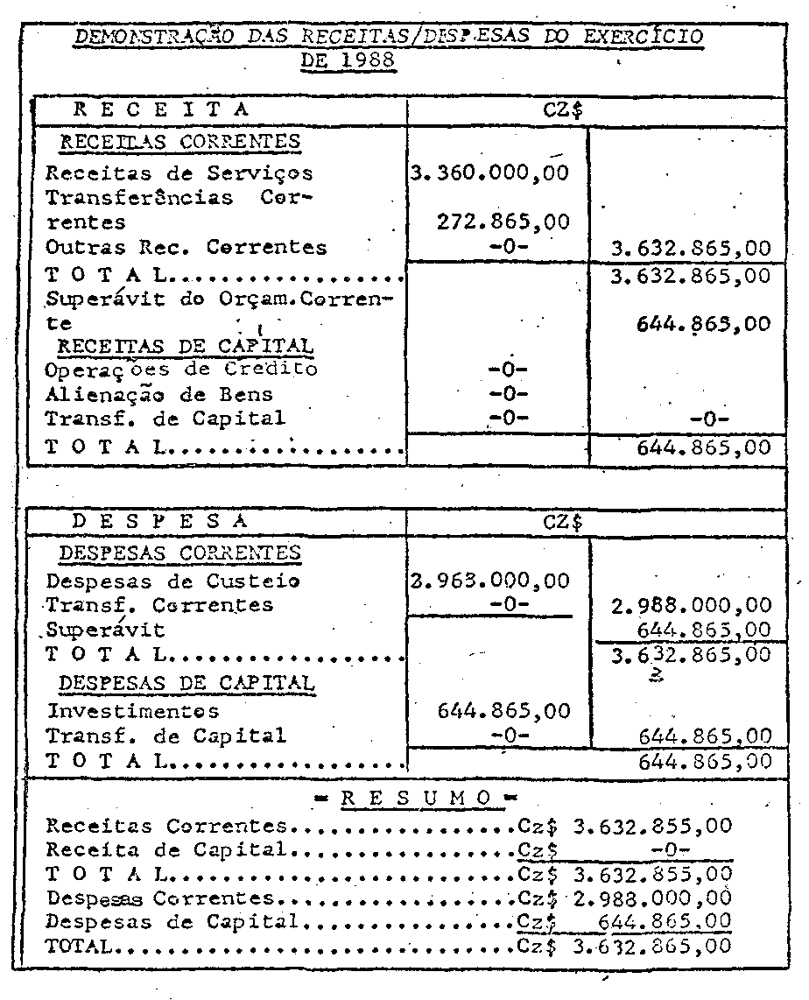 DEMONSTRAÇÃO DAS RECEITAS/DESPESAS DO EXERCÍCIO
DE 1988
R E C E I T A CZ$
RECEITAS CORRENTES
Receitas de Serviços 3.360.000,00
Transferências Cor-
rentes 272.865,00
Outras Rec. Correntes -0- 3.632.865,00
T O T A L.................. 3.632.865,00
Superávit do Orçam.Corren-
te 644.865,00
RECEITAS DE CAPITAL
Operações de Credito -0-
Alienação de Bens -0-
Transf. de Capital -0- -0-
T O T A L.................. 644.865,00
D E S P E S A CZ$
DESPESAS CORRENTES
Despesas de Custeio 2.963.000,00
Transf. Correntes -0- 2.988.000,00
Superávit 644.865,00
T O T A L.................. 3.632.865,00
2
DESPESAS DE CAPITAL
Investimentos 644.865,00
Transf. de Capital -0- 644.865,00
T O T A L.................. 644.865,00
= R E S U M O =
Receitas Correntes..................Cz$ 3.632.855,00
Receita de Capital..................Cz$ -0-
T O T A L...........................Cz$ 3.632.855,00
Despesas Correntes..................Cz$ 2.988.000,00
Despesas de Capital.................Cz$ 644.865,00
TOTAL...............................Cz$ 3.632.865,00